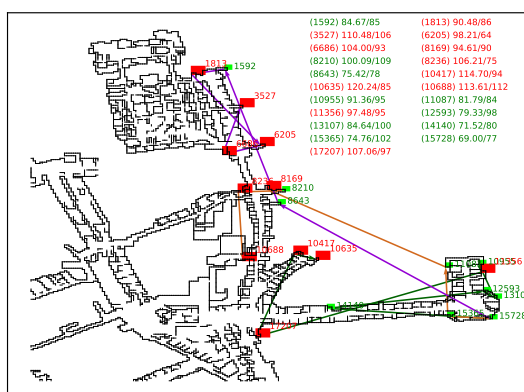 (1592) 84.67/85 (1813) 90.48/86
(3527) 110.48/106 (6205) 98.21/64
(6686) 104.00/93 (8169) 94.61/90
(8210) 100.09/109 (8236) 106.21/75
(8643) 75.42/78 (10417) 114.70/94
(10635) 120.24/85 (10688) 113.61/112
(10955) 91.36/95 (11087) 81.79/84
(11356) 97.48/95 (12593) 79.33/98
(13107) 84.64/100 (14140) 71.52/80
(15365) 74.76/102 (15728) 69.00/77
(17207) 107.06/97
1813
1592
3527
6205
8169
8210
8643
10417
10635
10688
12593
1310
15728